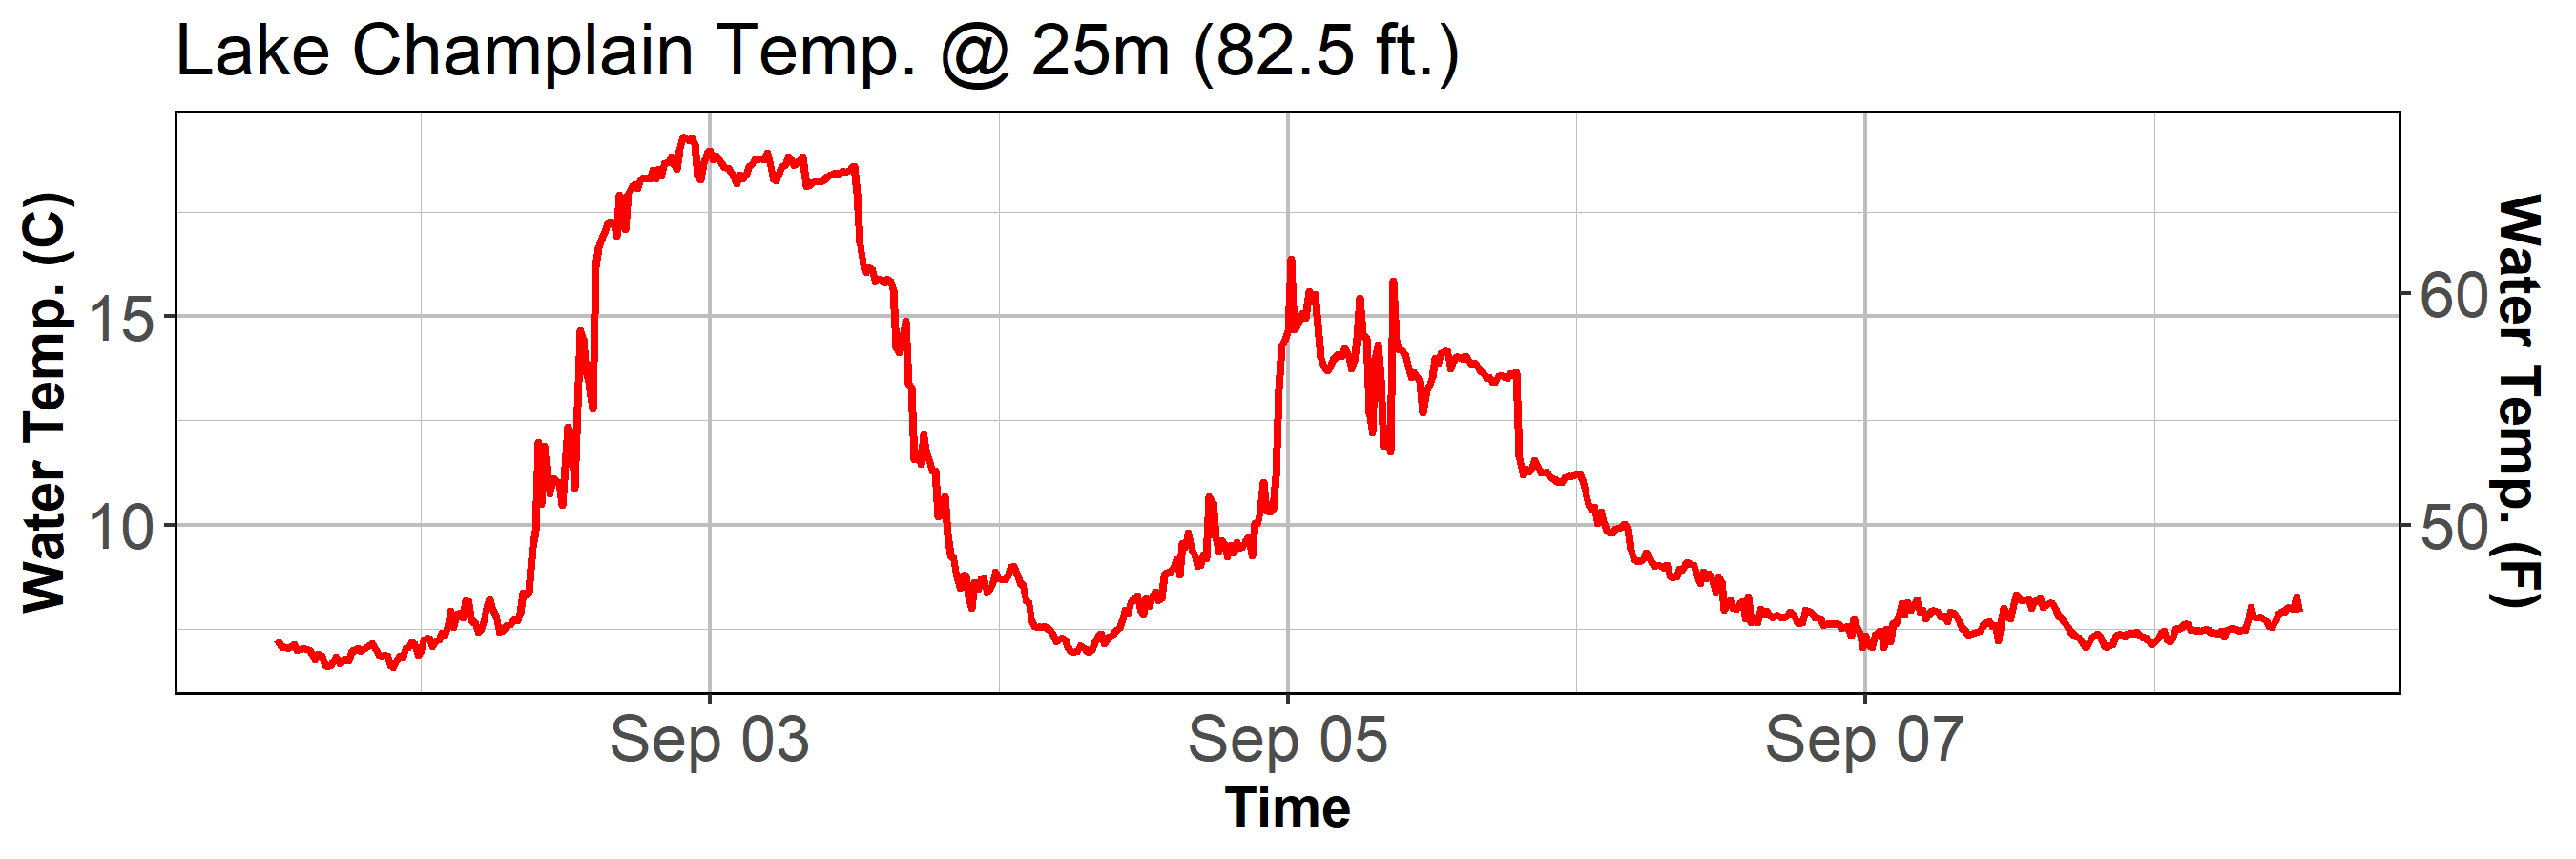 Lake Champlain Temp. @ 25m (82.5 ft.)
Water Temp. (C)
15
10
60
50
Water Temp. (F)
Sep 03
Sep 05
Sep 07
Time